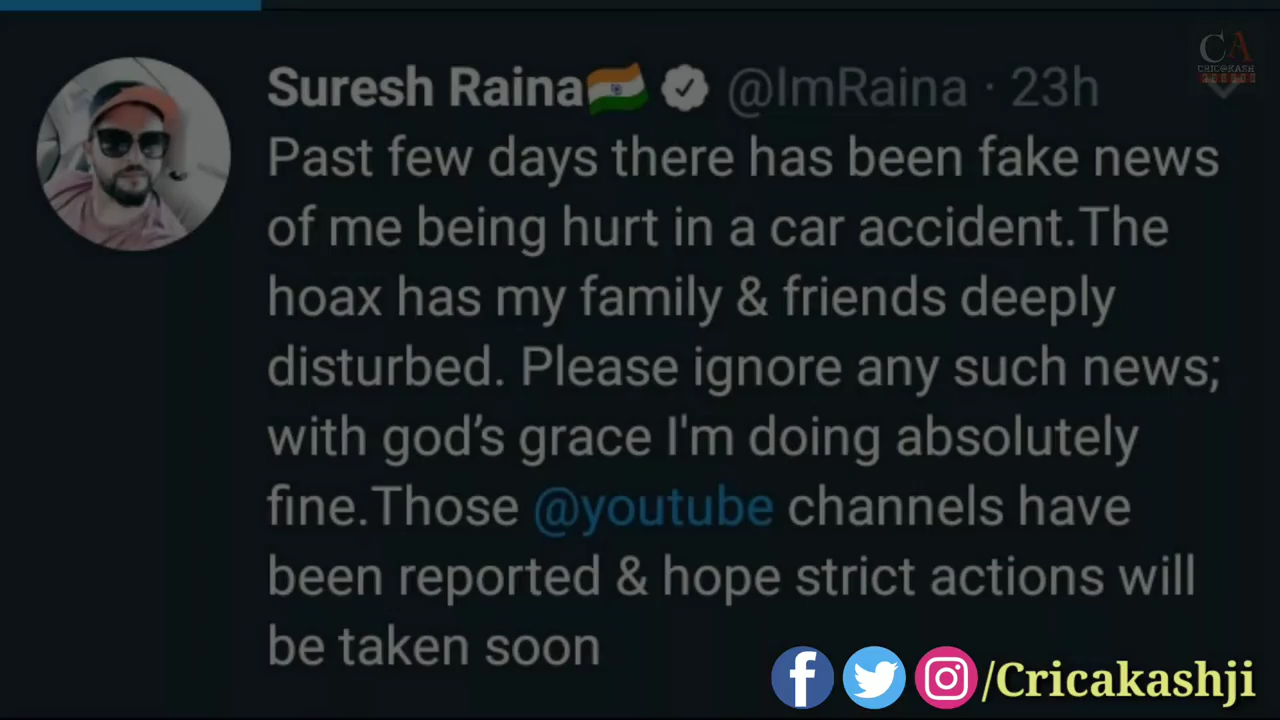 CA
CRIC@KASH
Suresh Raina🇮🇳 @ImRaina · 23h
Past few days there has been fake news
of me being hurt in a car accident.The
hoax has my family & friends deeply
disturbed. Please ignore any such news;
with god’s grace I'm doing absolutely
fine.Those @youtube channels have
been reported & hope strict actions will
be taken soon
/Cricakashji